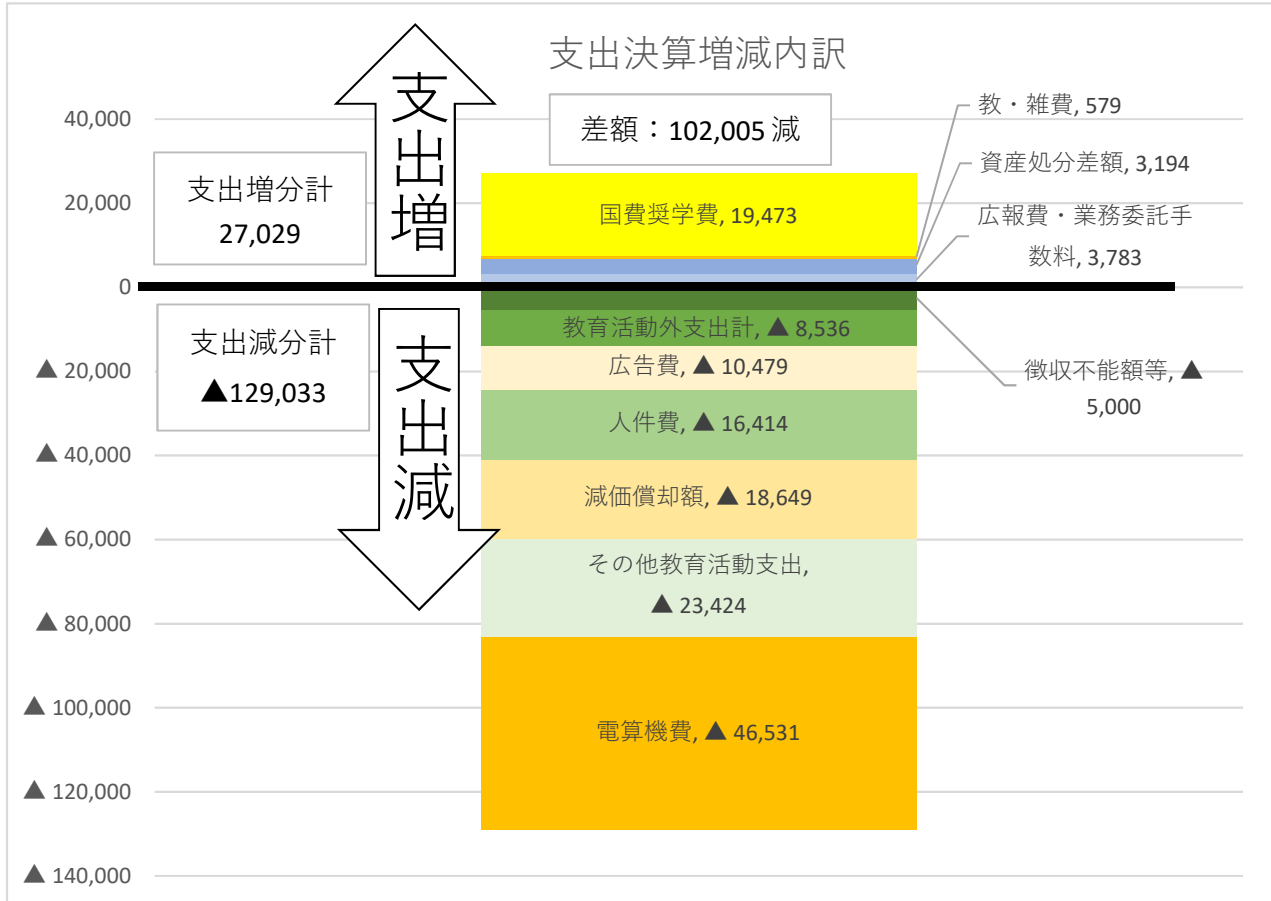 支出決算増減内訳
支出増
差額：102,005 減
支出増分計
27,029
支出減分計
▲129,033
支出減
40,000
20,000
0
▲ 20,000
▲ 40,000
▲ 60,000
▲ 80,000
▲ 100,000
▲ 120,000
▲ 140,000
教・雑費, 579
資産処分差額, 3,194
広報費・業務委託手
数料, 3,783
国費奨学費, 19,473
徴収不能額等, ▲
5,000
教育活動外支出計, ▲ 8,536
広告費, ▲ 10,479
人件費, ▲ 16,414
減価償却額, ▲ 18,649
その他教育活動支出,
▲ 23,424
電算機費, ▲ 46,531